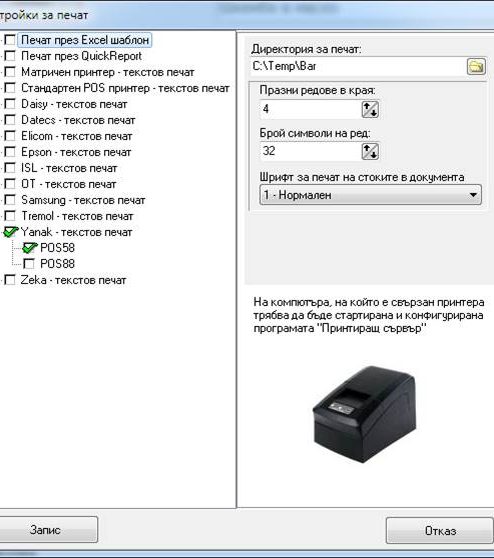 тройки за печат
Печат през Excel шаблон
Печат през QuickReport
Матричен принтер - текстов печат
Стандартен POS принтер - текстов печат
Daisy - текстов печат
Datecs - текстов печат
Elicom - текстов печат
Epson - текстов печат
ISL - текстов печат
OT - текстов печат
Samsung - текстов печат
Tremol - текстов печат
Yanak - текстов печат
POS58
POS88
Zeka - текстов печат
Директория за печат:
C:\Temp\Bar
Празни редове в края:
4
Брой символи на ред:
32
Шрифт за печат на стоките в документа
1 - Нормален
На компютъра, на който е свързан принтера
трябва да бъде стартирана и конфигурирана
програмата "Принтиращ сървър"
Запис
Отказ